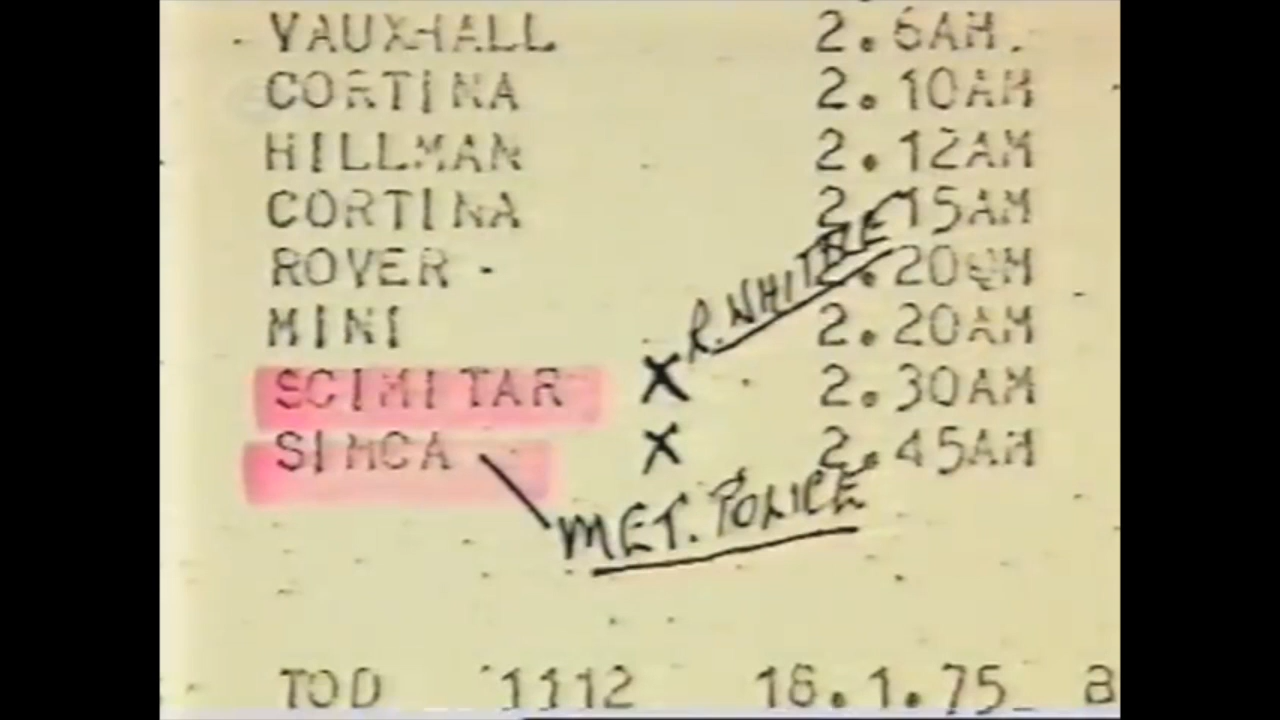 VAUXHALL 2.6AM.
CORTINA 2.10AM
HILLMAN 2.12AM
CORTINA 2.15AM
ROVER 2.20AM
MINI 2.20AM
R. WHITTLE
SCIMITAR X 2.30AM
SIMCA X 2.45AM
MET. POLICE
TOD 1112 16.1.75